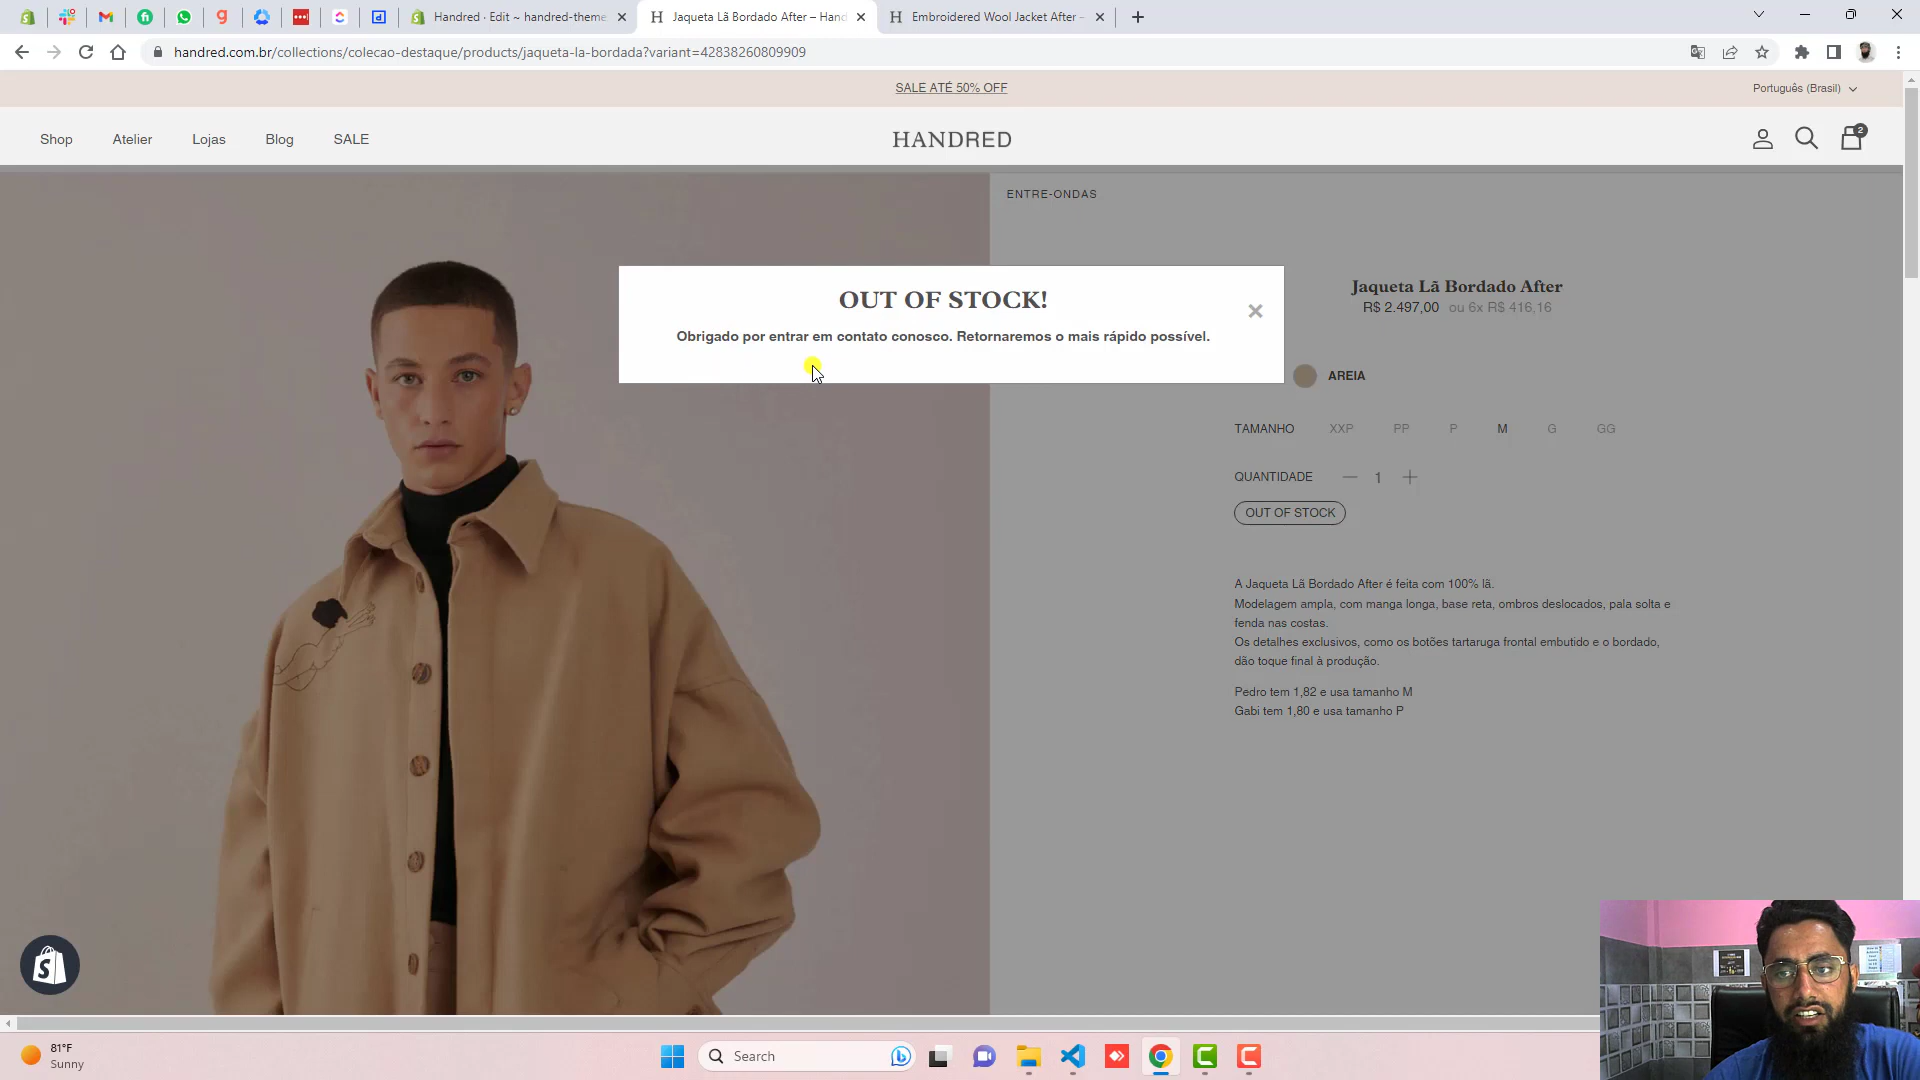 Handred · Edit ~ handred-theme
Jaqueta Lã Bordado After – Hand
Embroidered Wool Jacket After –
handred.com.br/collections/colecao-destaque/products/jaqueta-la-bordada?variant=42838260809909
SALE ATÉ 50% OFF
Português (Brasil)
Shop
Atelier
Lojas
Blog
SALE
HANDRED
2
ENTRE-ONDAS
OUT OF STOCK!
Obrigado por entrar em contato conosco. Retornaremos o mais rápido possível.
Jaqueta Lã Bordado After
R$ 2.497,00 ou 6x R$ 416,16
AREIA
TAMANHO XXP PP P M G GG
QUANTIDADE 1
OUT OF STOCK
A Jaqueta Lã Bordado After é feita com 100% lã.
Modelagem ampla, com manga longa, base reta, ombros deslocados, pala solta e
fenda nas costas.
Os detalhes exclusivos, como os botões tartaruga frontal embutido e o bordado,
dão toque final à produção.
Pedro tem 1,82 e usa tamanho M
Gabi tem 1,80 e usa tamanho P
81°F
Sunny
Search